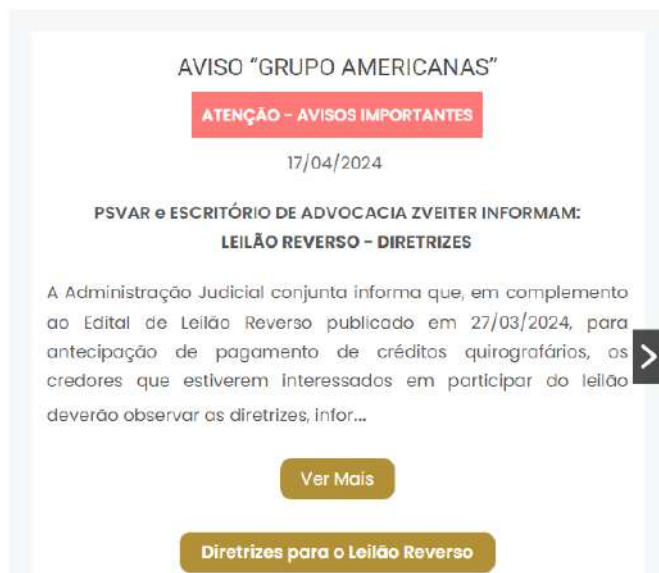 AVISO “GRUPO AMERICANAS”
ATENÇÃO - AVISOS IMPORTANTES
17/04/2024
PSVAR e ESCRITÓRIO DE ADVOCACIA ZVEITER INFORMAM:
LEILÃO REVERSO - DIRETRIZES
A Administração Judicial conjunta informa que, em complemento
ao Edital de Leilão Reverso publicado em 27/03/2024, para
antecipação de pagamento de créditos quirografários, os
credores que estiverem interessados em participar do leilão
deverão observar as diretrizes, infor...
Ver Mais
Diretrizes para o Leilão Reverso